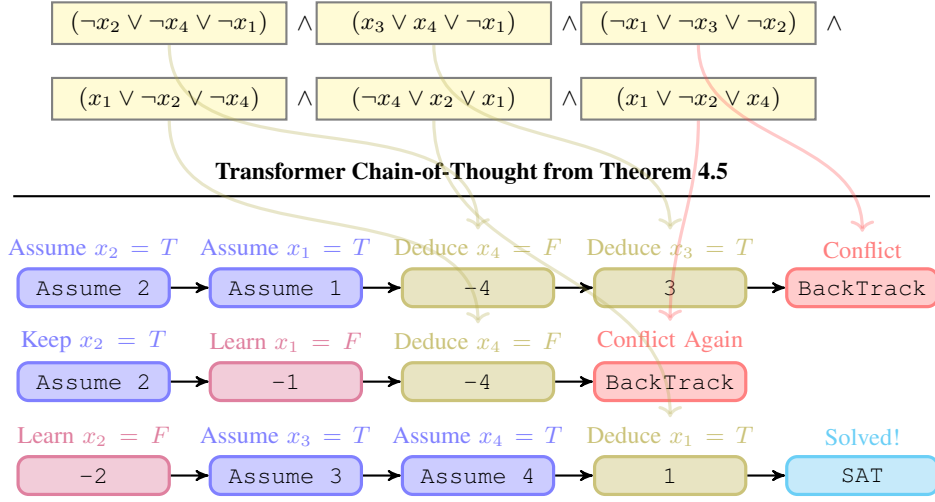 (¬x₂ ∨ ¬x₄ ∨ ¬x₁) ∧ (x₃ ∨ x₄ ∨ ¬x₁) ∧ (¬x₁ ∨ ¬x₃ ∨ ¬x₂) ∧
(x₁ ∨ ¬x₂ ∨ ¬x₄) ∧ (¬x₄ ∨ x₂ ∨ x₁) ∧ (x₁ ∨ ¬x₂ ∨ x₄)
Transformer Chain-of-Thought from Theorem 4.5
Assume x₂ = T Assume x₁ = T Deduce x₄ = F Deduce x₃ = T Conflict
Assume 2 Assume 1 -4 3 BackTrack
Keep x₂ = T Learn x₁ = F Deduce x₄ = F Conflict Again
Assume 2 -1 -4 BackTrack
Learn x₂ = F Assume x₃ = T Assume x₄ = T Deduce x₁ = T Solved!
-2 Assume 3 Assume 4 1 SAT